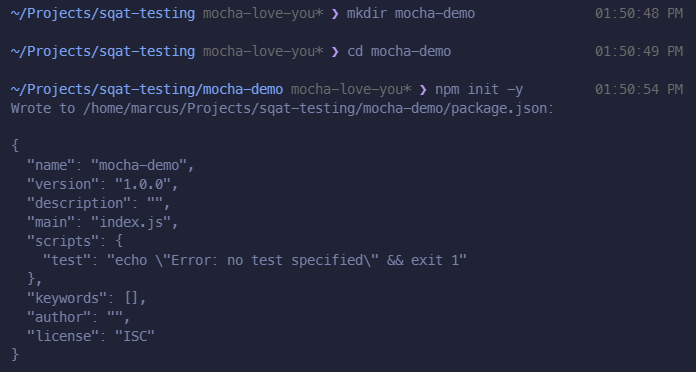 ~/Projects/sqat-testing mocha-love-you* ❯ mkdir mocha-demo 01:50:48 PM
~/Projects/sqat-testing mocha-love-you* ❯ cd mocha-demo 01:50:49 PM
~/Projects/sqat-testing/mocha-demo mocha-love-you* ❯ npm init -y 01:50:54 PM
Wrote to /home/marcus/Projects/sqat-testing/mocha-demo/package.json:
{
  "name": "mocha-demo",
  "version": "1.0.0",
  "description": "",
  "main": "index.js",
  "scripts": {
    "test": "echo \"Error: no test specified\" && exit 1"
  },
  "keywords": [],
  "author": "",
  "license": "ISC"
}